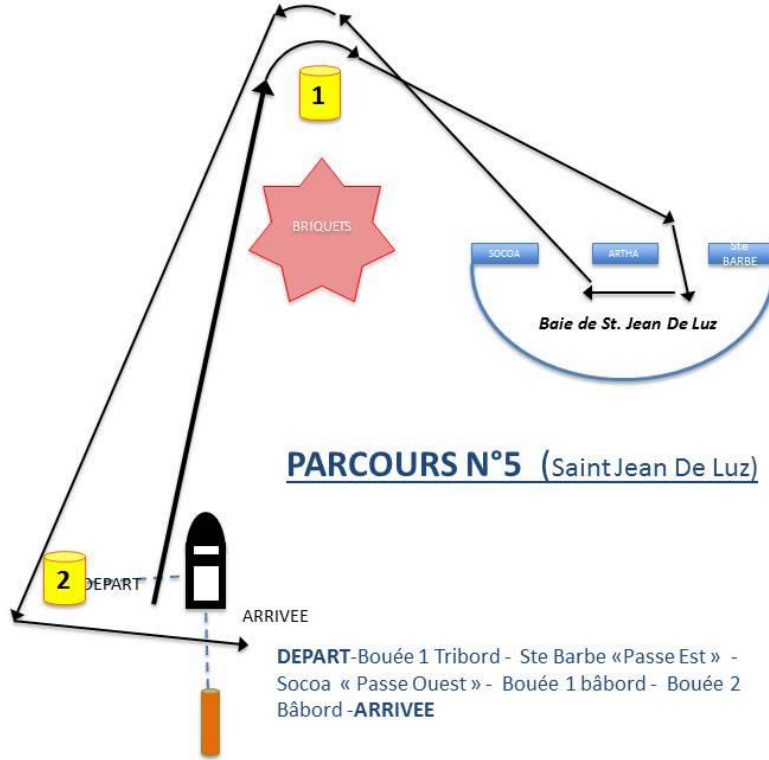 1
BRIQUETS
SOCOA
ARTHA
Ste
BARBE
Baie de St. Jean De Luz
PARCOURS N°5 (Saint Jean De Luz)
2
DEPART
ARRIVEE
DEPART-Bouée 1 Tribord - Ste Barbe «Passe Est » -
Socoa « Passe Ouest » - Bouée 1 bâbord - Bouée 2
Bâbord -ARRIVEE